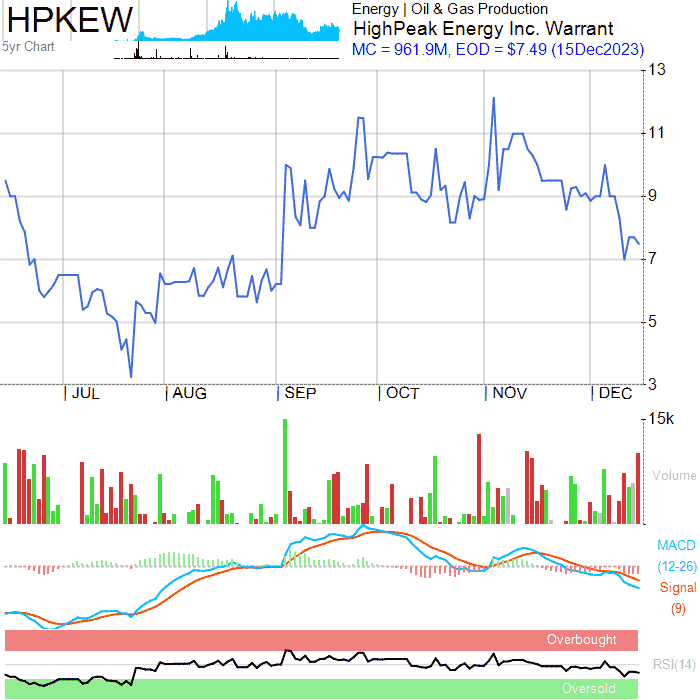 HPKEW
5yr Chart
Energy | Oil & Gas Production
HighPeak Energy Inc. Warrant
MC = 961.9M, EOD = $7.49 (15Dec2023)
13
11
9
7
5
3
| JUL | AUG | SEP | OCT | NOV | DEC
15k
Volume
MACD
(12-26)
Signal
(9)
Overbought
RSI(14)
Oversold